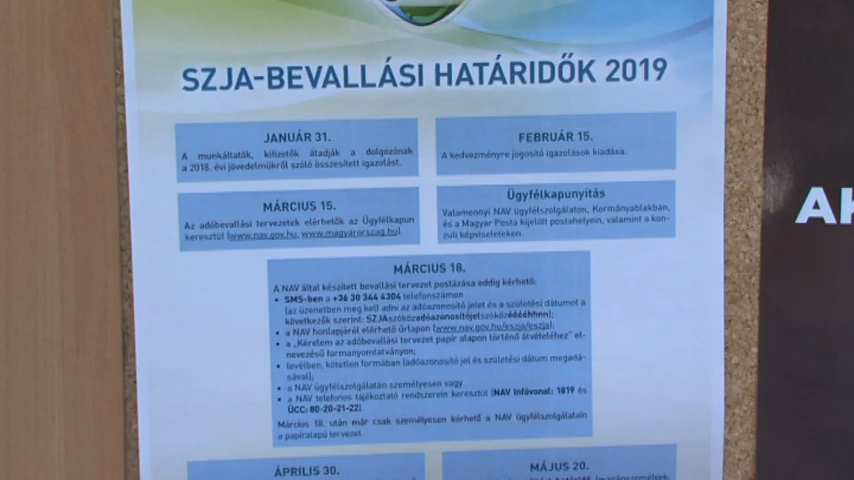 SZJA-BEVALLÁSI HATÁRIDŐK 2019
JANUÁR 31.
A munkáltatók, kifizetők átadják a dolgozónak
a 2018. évi jövedelmükről szóló összesített igazolást.
FEBRUÁR 15.
A kedvezményre jogosító igazolások kiadása.
MÁRCIUS 15.
Az adóbevallási tervezetek elérhetők az Ügyfélkapun
keresztül (www.nav.gov.hu, www.magyarorszag.hu).
Ügyfélkapunyitás
Valamennyi NAV ügyfélszolgálaton, Kormányablakban,
és a Magyar Posta kijelölt postahelyein, valamint a kon-
zuli képviseleteken.
MÁRCIUS 18.
A NAV által készített bevallási tervezet postázása eddig kérhető:
• SMS-ben a +36 30 344 4304 telefonszámon
(az üzenetben meg kell adni az adóazonosító jelet és a születési dátumot a
következők szerint: SZJAszóközadóazonosítójelszóközéééélhhnn);
• a NAV honlapjáról elérhető űrlapon (www.nav.gov.hu/eszja/eszja);
• a „Kérelem az adóbevallási tervezet papír alapon történő átvételéhez” el-
nevezésű formanyomtatványon;
• levélben, kötetlen formában (adóazonosító jel és születési dátum megadá-
sával);
• a NAV ügyfélszolgálatán személyesen vagy
• a NAV telefonos tájékoztató rendszerein keresztül (NAV Infóvonal: 1819 és
ÜCC: 80-20-21-22).
Március 18. után már csak személyesen kérhető a NAV ügyfélszolgálatain
a papíralapú tervezet.
ÁPRILIS 30.
MÁJUS 20.
AK